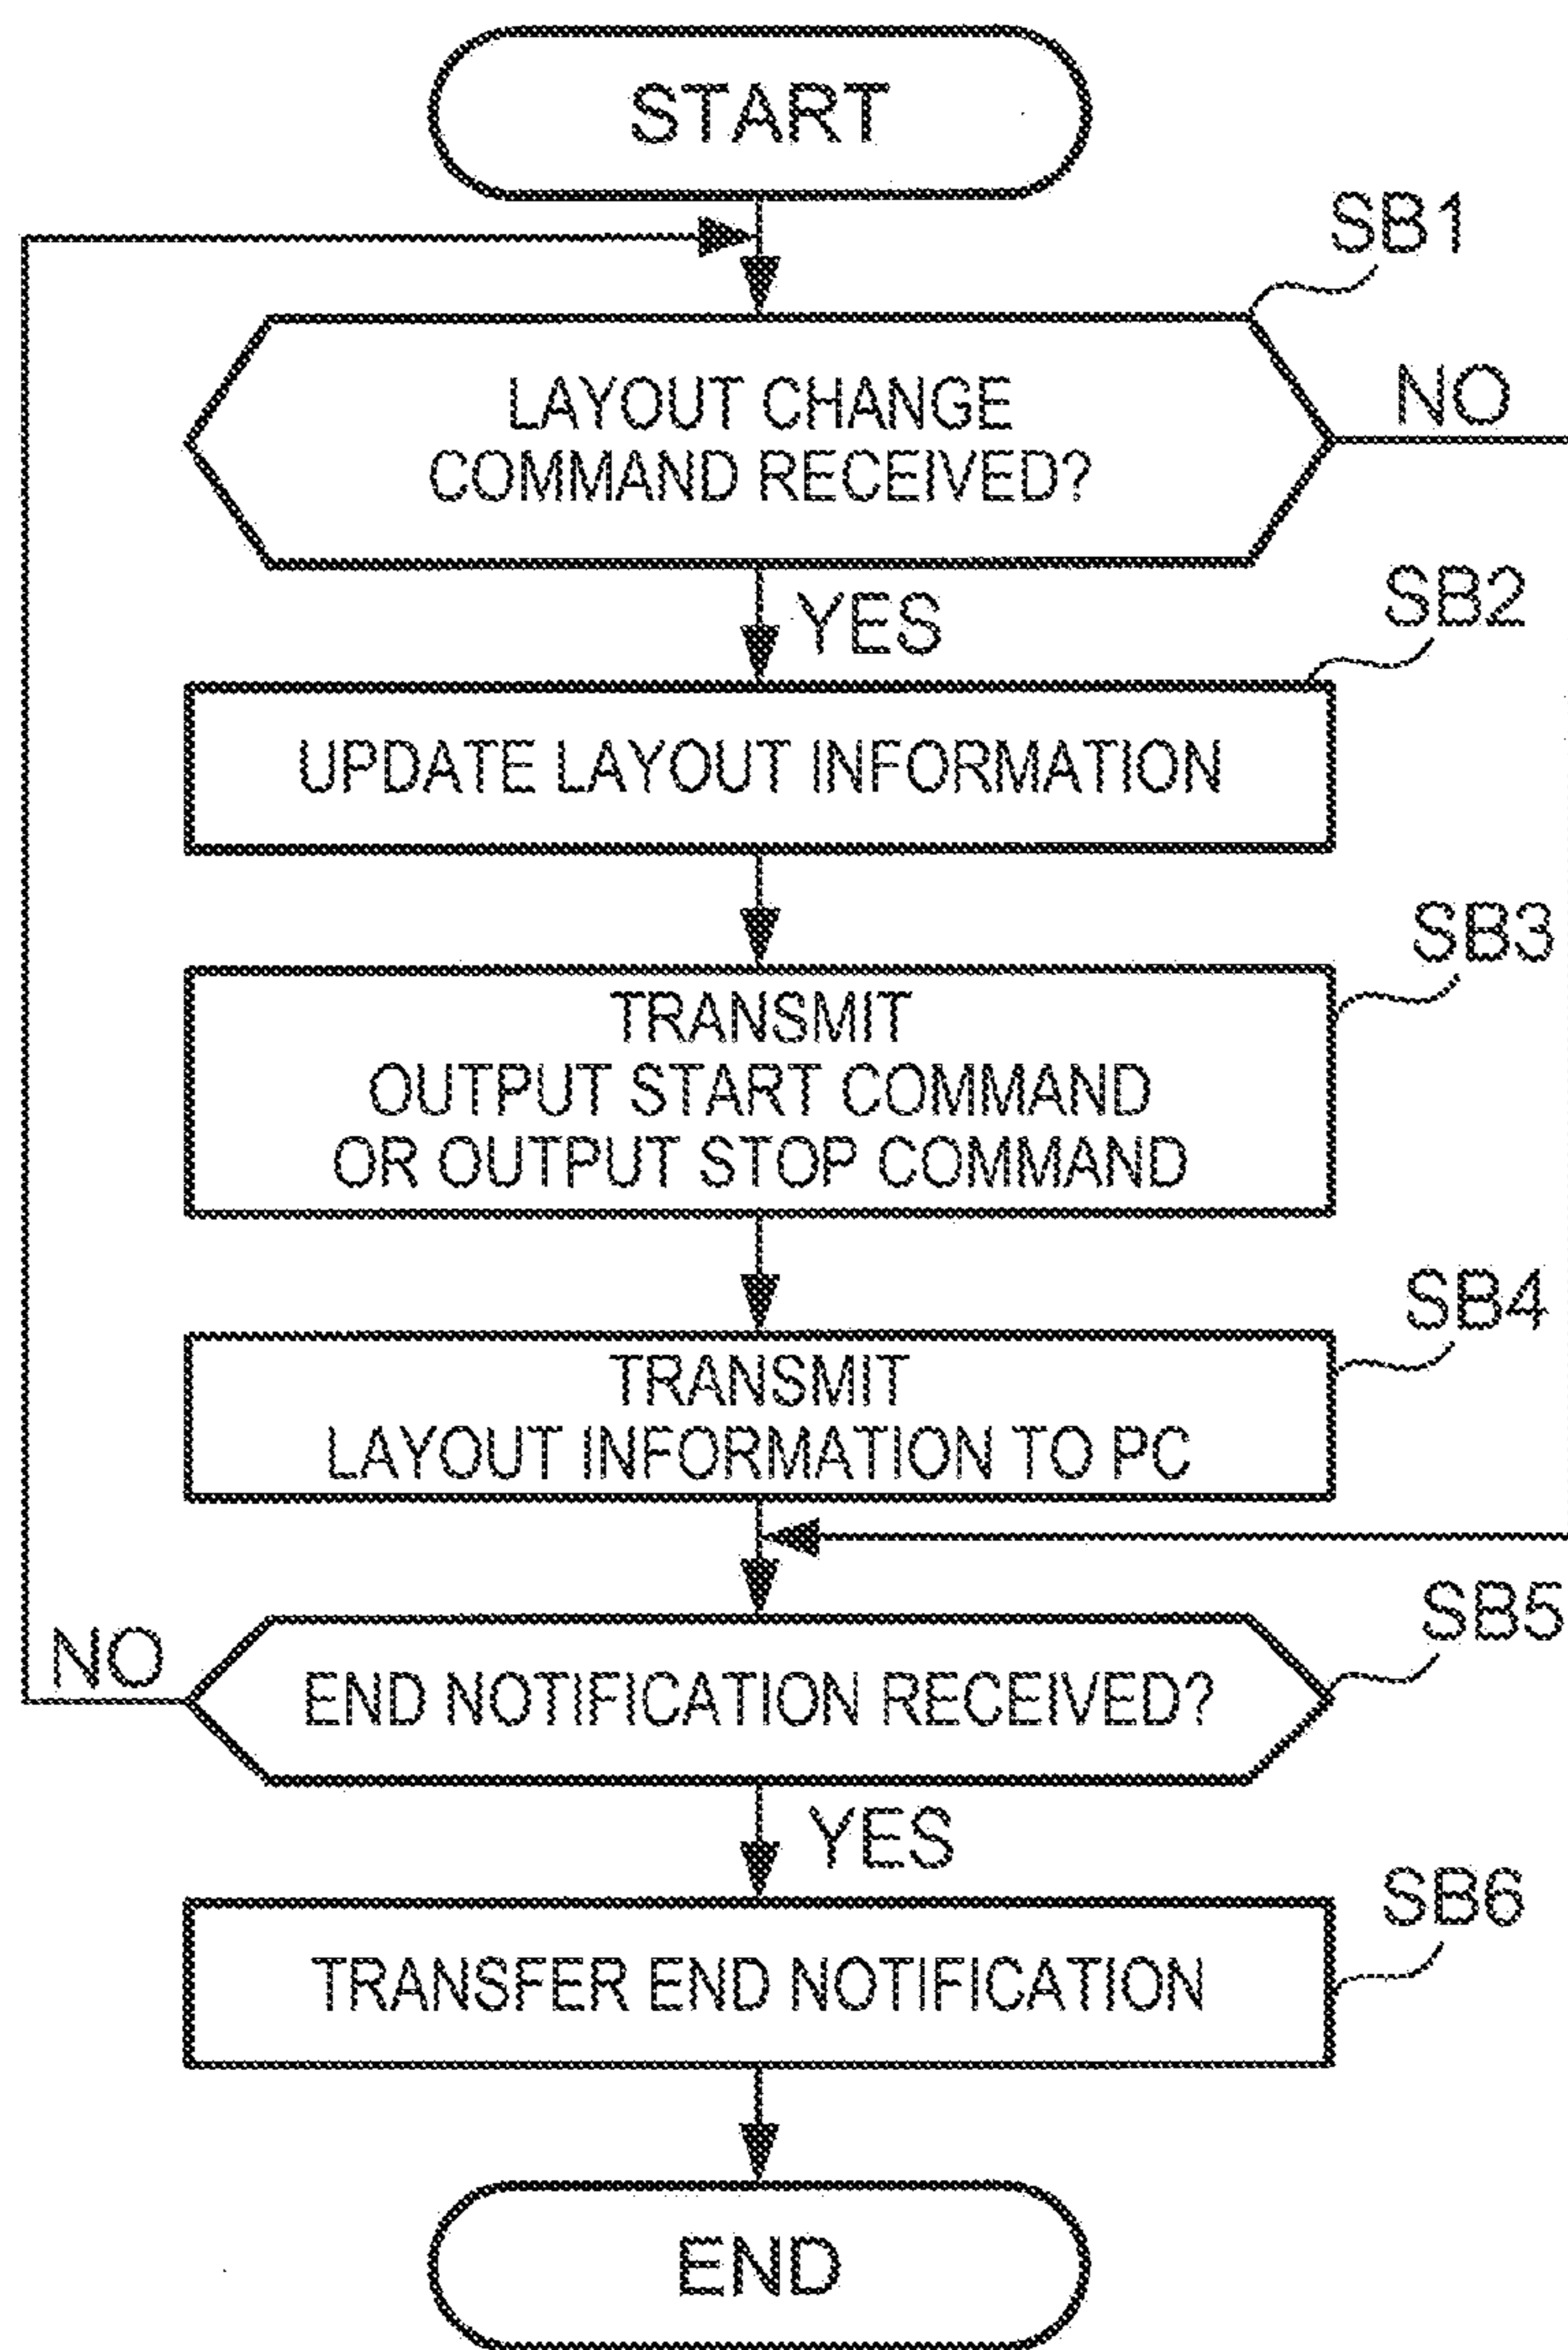 START
SB1
LAYOUT CHANGE
COMMAND RECEIVED?
NO
YES
SB2
UPDATE LAYOUT INFORMATION
SB3
TRANSMIT
OUTPUT START COMMAND
OR OUTPUT STOP COMMAND
SB4
TRANSMIT
LAYOUT INFORMATION TO PC
SB5
NO
END NOTIFICATION RECEIVED?
YES
SB6
TRANSFER END NOTIFICATION
END